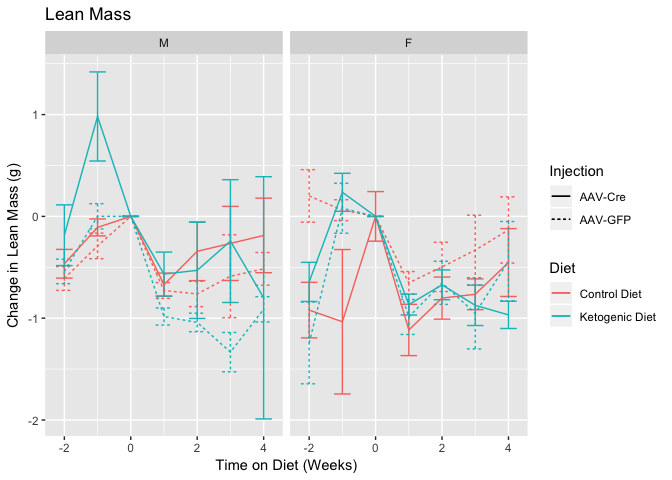 Lean Mass
M
F
1
0
-1
-2
Change in Lean Mass (g)
-2 0 2 4
-2 0 2 4
Time on Diet (Weeks)
Injection
AAV-Cre
AAV-GFP
Diet
Control Diet
Ketogenic Diet